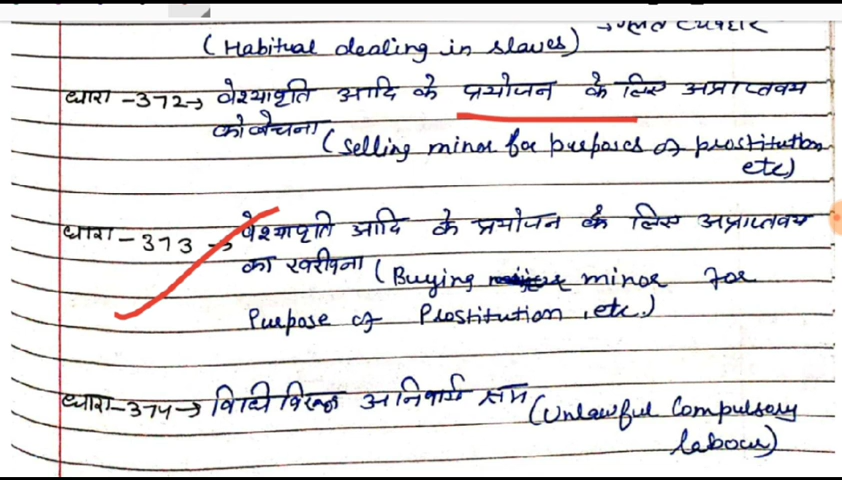 → गलत व्यवहार
(Habitual dealing in slaves)
धारा -372→ वेश्यावृति आदि के प्रयोजन के लिए अप्राप्तवय
को बेचना (Selling minor for purposes of prostitution
etc)
धारा -373 → वेश्यावृति आदि के प्रयोजन के लिए अप्राप्तवय
का खरीदना (Buying minor for
Purpose of Prostitution, etc.)
धारा-374→ विधि विरूद्ध अनिवार्य श्रम (Unlawful Compulsory
labour)